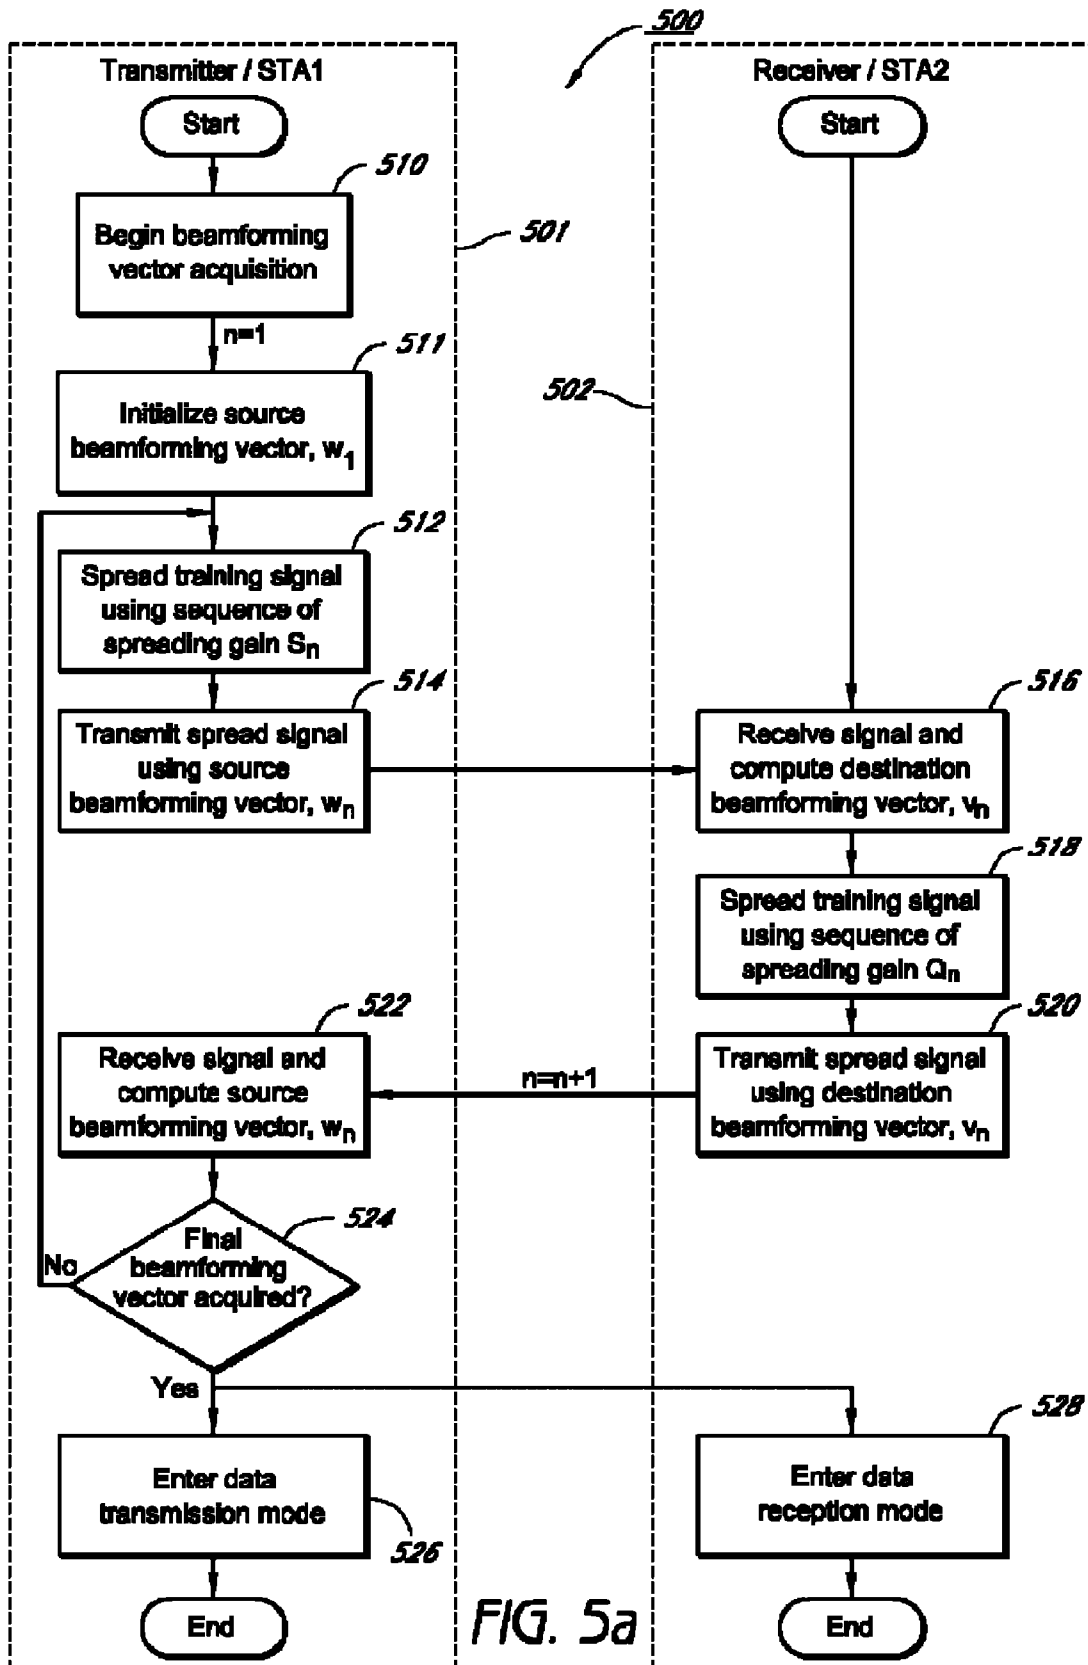 500
Transmitter / STA1
Receiver / STA2
Start
Start
510
Begin beamforming
vector acquisition
501
n=1
511
Initialize source
beamforming vector, w1
502
512
Spread training signal
using sequence of
spreading gain Sn
514
Transmit spread signal
using source
beamforming vector, wn
516
Receive signal and
compute destination
beamforming vector, vn
518
Spread training signal
using sequence of
spreading gain Qn
520
Transmit spread signal
using destination
beamforming vector, vn
n=n+1
522
Receive signal and
compute source
beamforming vector, wn
524
Final
beamforming
vector acquired?
No
Yes
Enter data
transmission mode
526
528
Enter data
reception mode
End
End
FIG. 5a